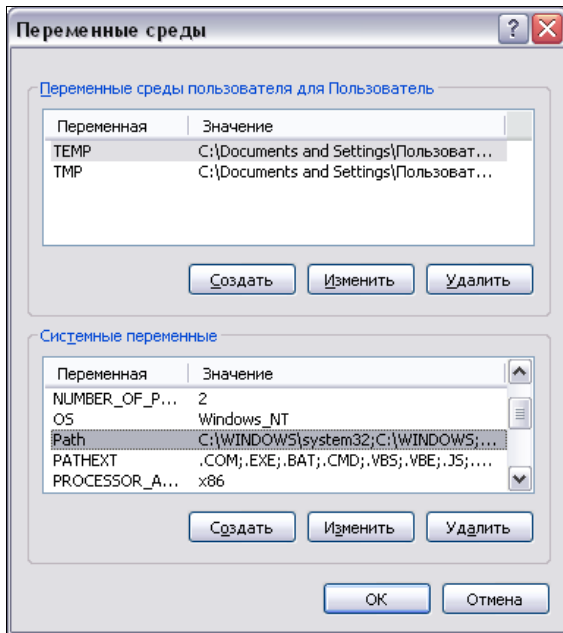 Переменные среды
Переменные среды пользователя для Пользователь
Переменная Значение
TEMP C:\Documents and Settings\Пользоват...
TMP C:\Documents and Settings\Пользоват...
Создать Изменить Удалить
Системные переменные
Переменная Значение
NUMBER_OF_P... 2
OS Windows_NT
Path C:\WINDOWS\system32;C:\WINDOWS;...
PATHEXT .COM;.EXE;.BAT;.CMD;.VBS;.VBE;.JS;....
PROCESSOR_A... x86
Создать Изменить Удалить
OK Отмена